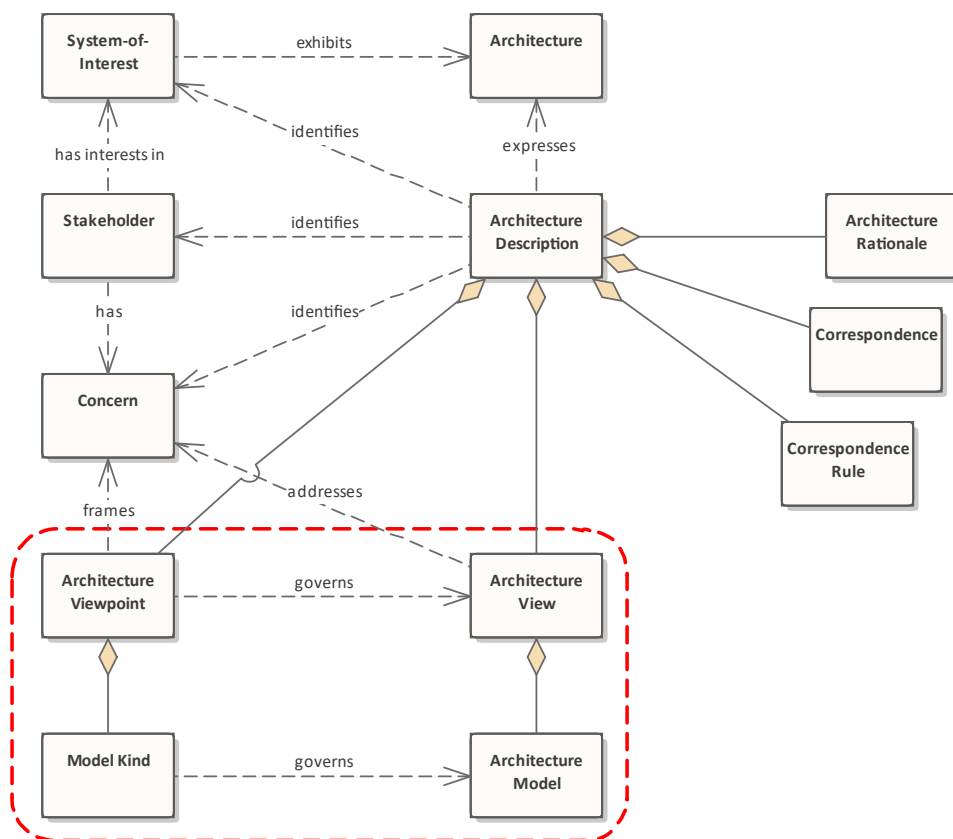 System-of-
Interest
exhibits
Architecture
identifies
expresses
has interests in
Stakeholder
identifies
Architecture
Description
Architecture
Rationale
has
identifies
Correspondence
Concern
Correspondence
Rule
addresses
frames
Architecture
Viewpoint
governs
Architecture
View
Model Kind
governs
Architecture
Model